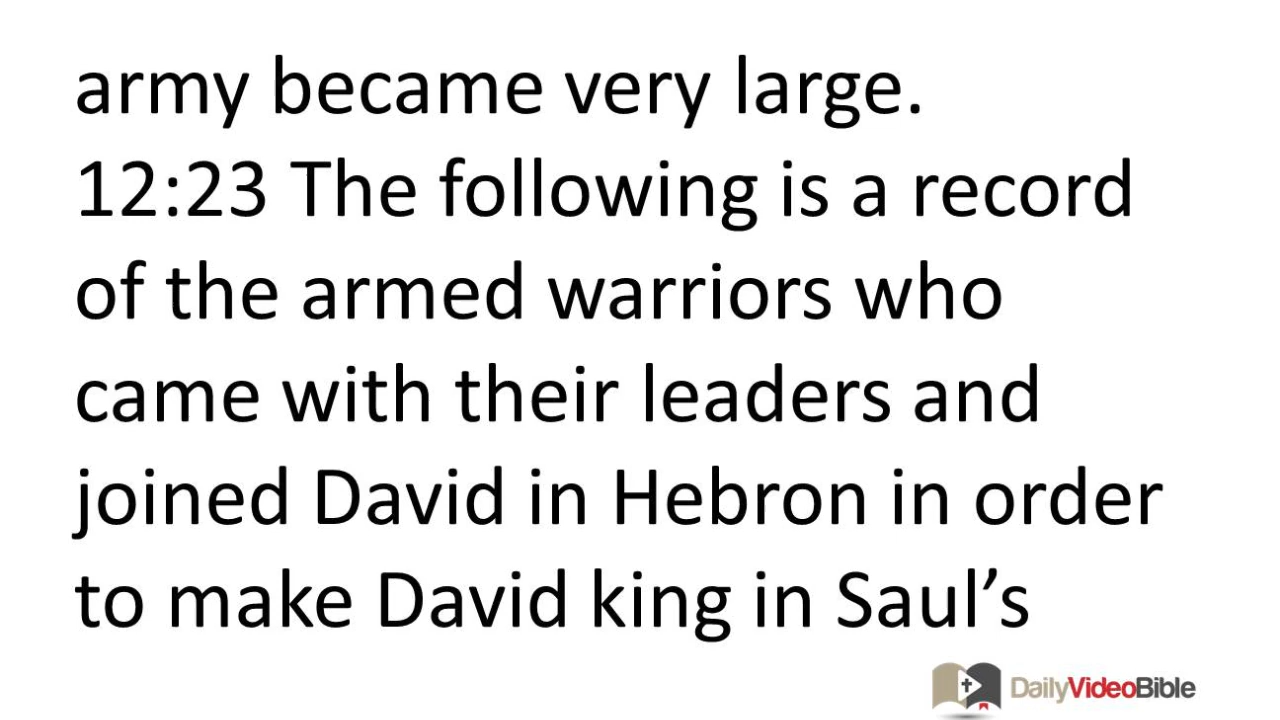 army became very large.
12:23 The following is a record
of the armed warriors who
came with their leaders and
joined David in Hebron in order
to make David king in Saul’s
DailyVideoBible